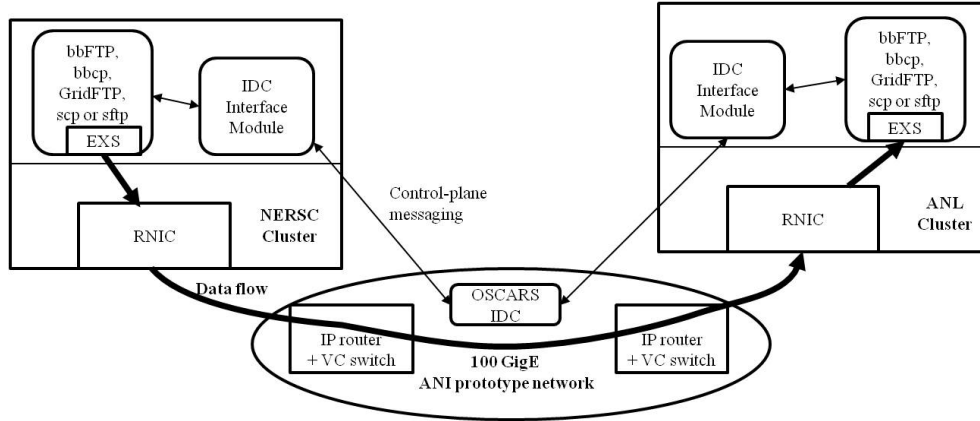 bbFTP,
bbcp,
GridFTP,
scp or sftp
EXS
IDC
Interface
Module
NERSC
Cluster
RNIC
Control-plane
messaging
IDC
Interface
Module
bbFTP,
bbcp,
GridFTP,
scp or sftp
EXS
RNIC
ANL
Cluster
Data flow
OSCARS
IDC
IP router
+ VC switch
100 GigE
ANI prototype network
IP router
+ VC switch